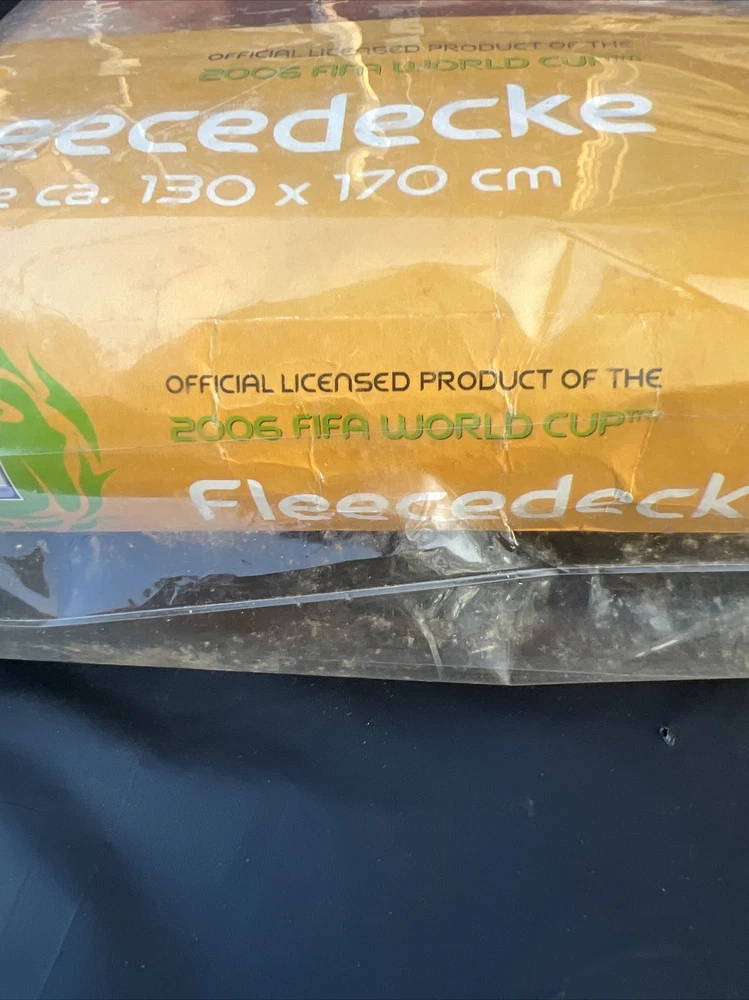 OFFICIAL LICENSED PRODUCT OF THE
2006 FIFA WORLD CUP™
eecedecke
e ca. 130 x 170 cm
OFFICIAL LICENSED PRODUCT OF THE
2006 FIFA WORLD CUP™
Fleecedeck